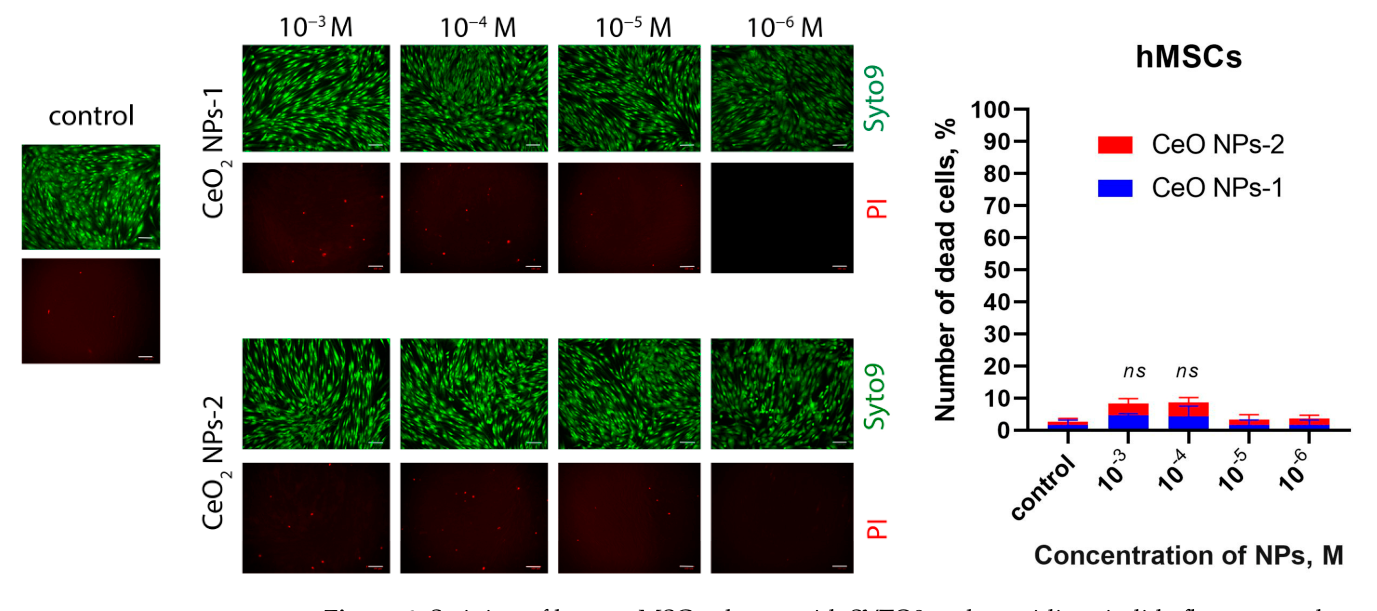 10⁻³ M 10⁻⁴ M 10⁻⁵ M 10⁻⁶ M
control
CeO₂ NPs-1
Syto9
PI
CeO₂ NPs-2
Syto9
PI
hMSCs
Number of dead cells, %
100
90
80
70
60
50
40
30
20
10
0
CeO NPs-2
CeO NPs-1
ns ns
control 10⁻³ 10⁻⁴ 10⁻⁵ 10⁻⁶
Concentration of NPs, M